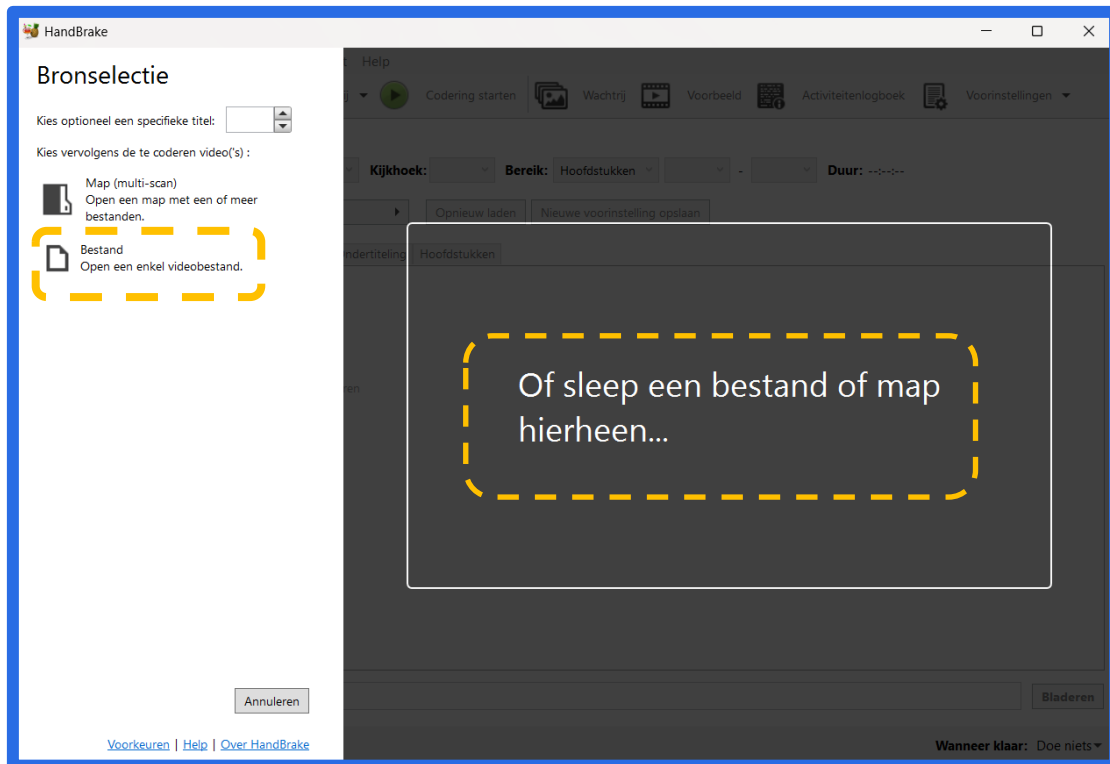 HandBrake
Bronselectie
Kies optioneel een specifieke titel:
Kies vervolgens de te coderen video('s) :
Map (multi-scan)
Open een map met een of meer
bestanden.
Bestand
Open een enkel videobestand.
Annuleren
Voorkeuren | Help | Over HandBrake
Help
Codering starten Wachtrij Voorbeeld Activiteitenlogboek Voorinstellingen
Kijkhoek: Bereik: Hoofdstukken - Duur: --:--:--
Opnieuw laden Nieuwe voorinstelling opslaan
Hoofdstukken
Of sleep een bestand of map
hierheen...
Bladeren
Wanneer klaar: Doe niets